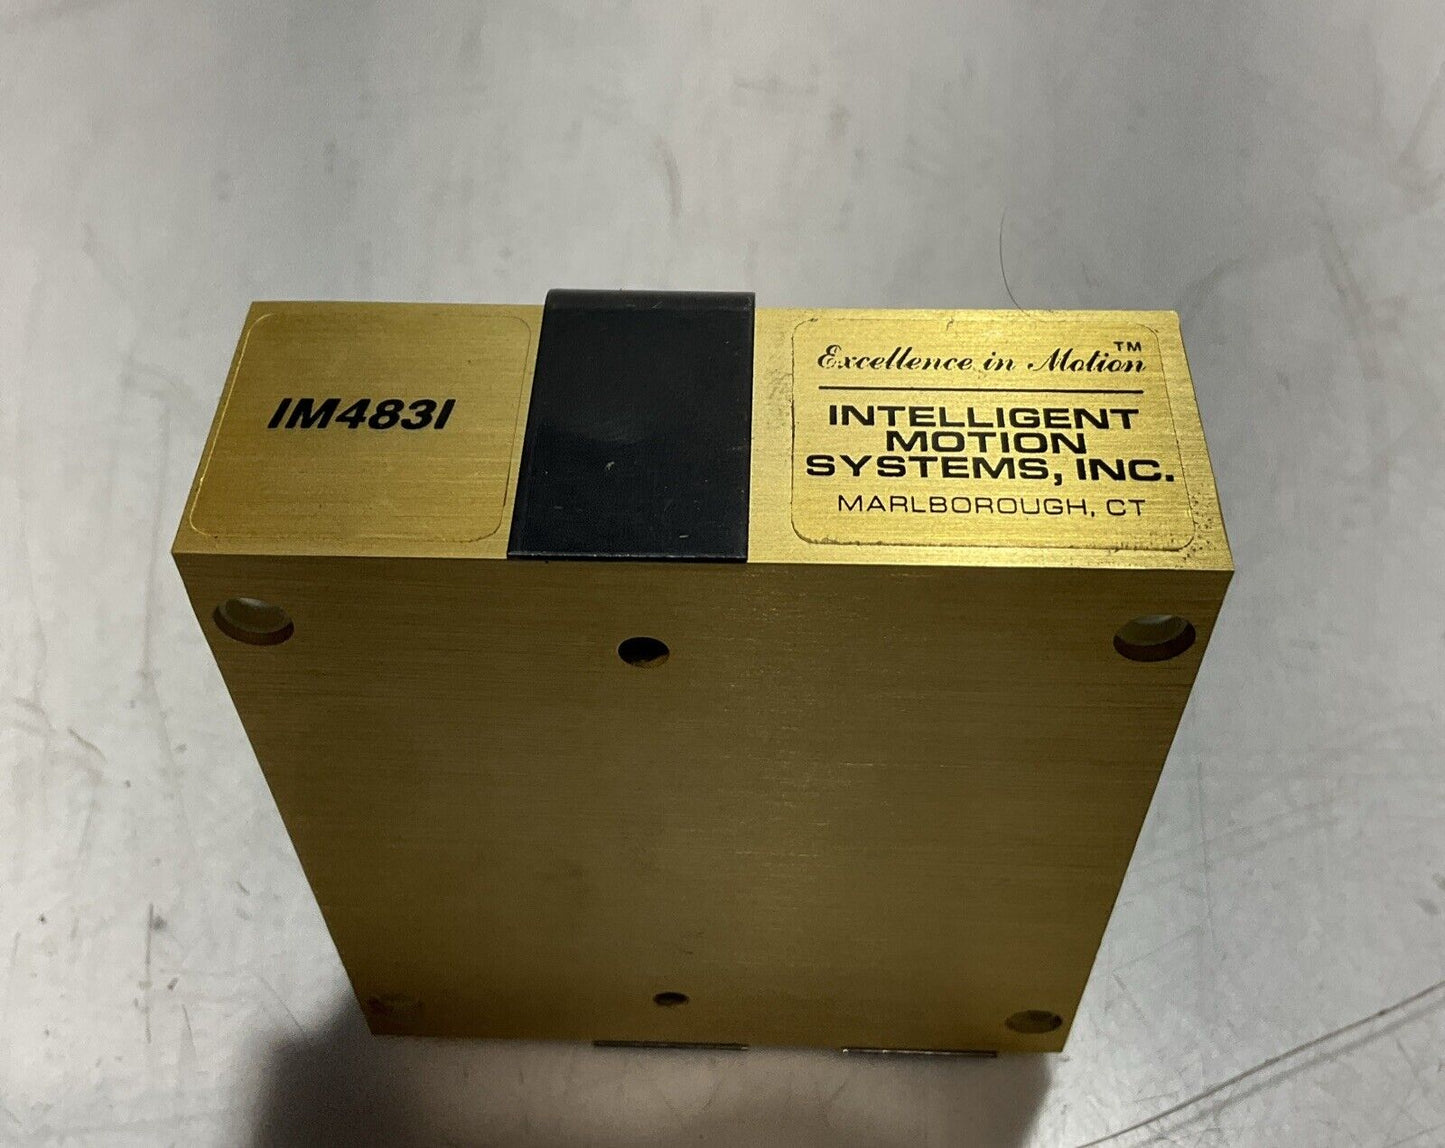 IM483I
Excellence in Motion™
INTELLIGENT
MOTION
SYSTEMS, INC.
MARLBOROUGH, CT